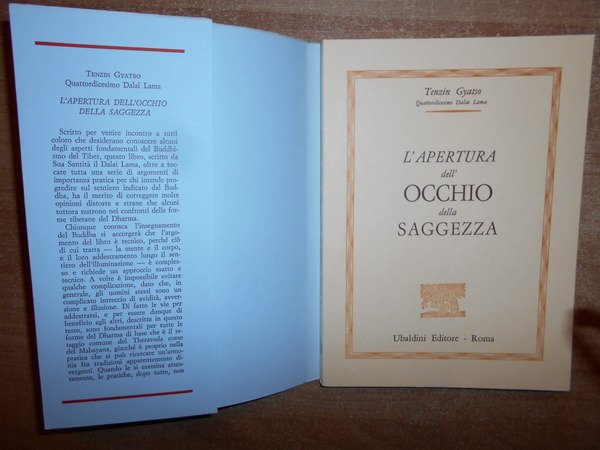 TENZIN GYATSO
Quattordicesimo Dalai Lama
L'APERTURA DELL'OCCHIO
DELLA SAGGEZZA
Scritto per venire incontro a tutti
coloro che desiderano conoscere alcuni
degli aspetti fondamentali del Buddhi-
smo del Tibet, questo libro, scritto da
Sua Santità il Dalai Lama, oltre a toc-
care tutta una serie di argomenti di
importanza pratica per chi intende pro-
gredire sul sentiero indicato dal Bud-
dha, ha il merito di correggere molte
opinioni distorte e strane che alcuni
tuttora nutrono nei confronti delle for-
me tibetane del Dharma.
Chiunque conosca l'insegnamento
del Buddha si accorgerà che l'argo-
mento del libro è tecnico, perché ciò
di cui tratta — la mente e il corpo,
e il loro addestramento lungo il sen-
tiero dell'illuminazione — è comples-
so e richiede un approccio esatto e
tecnico. A volte è impossibile evitare
qualche complicazione, dato che, in
generale, gli uomini stessi sono un
complicato intreccio di avidità, avver-
sione e illusione. Di fatto le vie per
addestrarsi, e per essere dunque di
beneficio agli altri, descritte in questo
testo, sono fondamentali per tutte le
forme del Dharma di base che è il re-
taggio comune del Theravada come
del Mahayana, giacché è proprio nella
pratica che si può ricercare un'armo-
nia fra tradizioni apparentemente di-
vergenti. Quando le si esamina atten-
tamente, le pratiche, dopo tutto, non
Tenzin Gyatso
Quattordicesimo Dalai Lama
L'APERTURA
dell'
OCCHIO
della
SAGGEZZA
Ubaldini Editore - Roma